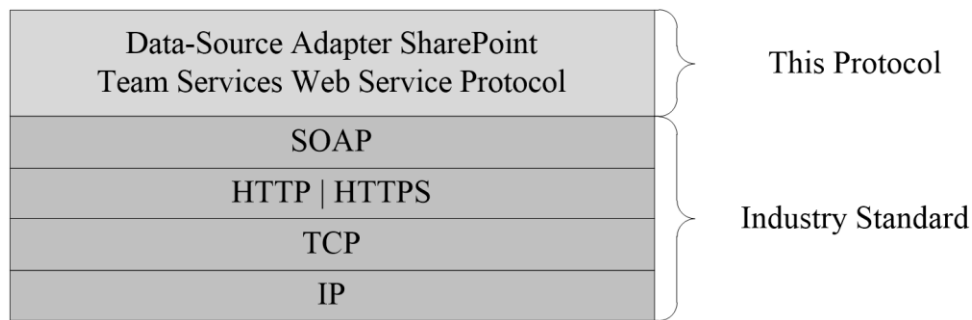 Data-Source Adapter SharePoint
Team Services Web Service Protocol
This Protocol
SOAP
HTTP | HTTPS
TCP
IP
Industry Standard